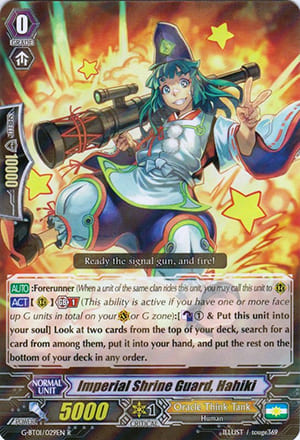 0
GRADE
SHIELD 10000
Ready the signal gun, and fire!
AUTO:Forerunner (When a unit of the same clan rides this unit, you may call this unit to (R))
ACT [(R)] GB 1 (This ability is active if you have one or more face
up G units in total on your (V) or G zone):[ & Put this unit into
your soul] Look at two cards from the top of your deck, search for
a card from among them, put it into your hand, and put the rest on
the bottom of your deck in any order.
NORMAL UNIT
Imperial Shrine Guard, Hahiki
POWER
5000
1
CRITICAL
Oracle Think Tank
Human
G-BT01/029EN R
ILLUST / touge369